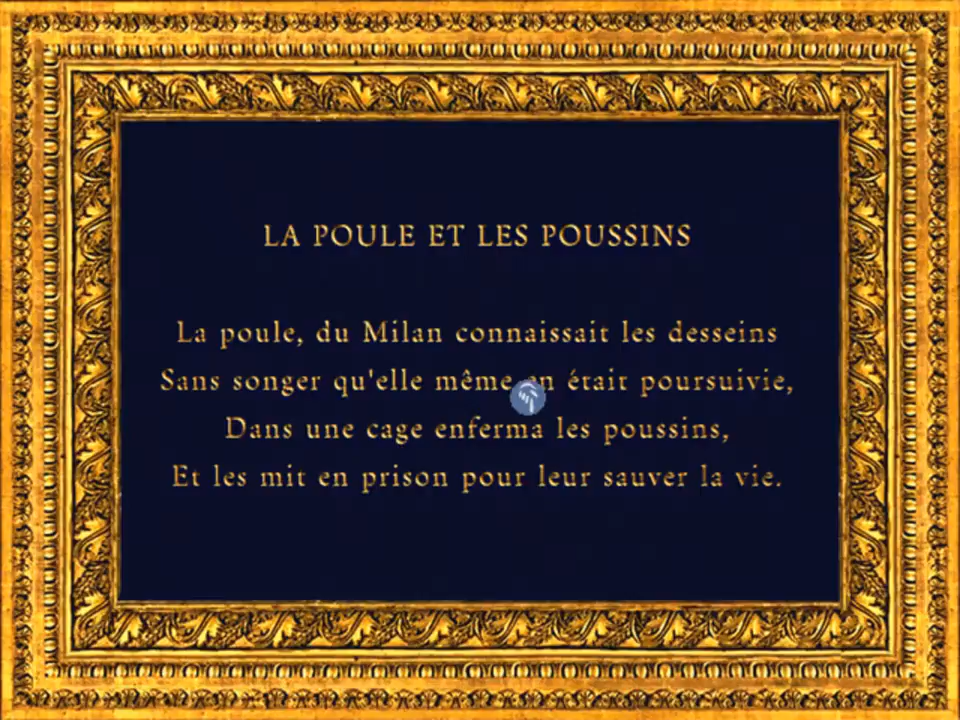 LA POULE ET LES POUSSINS
La poule, du Milan connaissait les desseins
Sans songer qu'elle même en était poursuivie,
Dans une cage enferma les poussins,
Et les mit en prison pour leur sauver la vie.